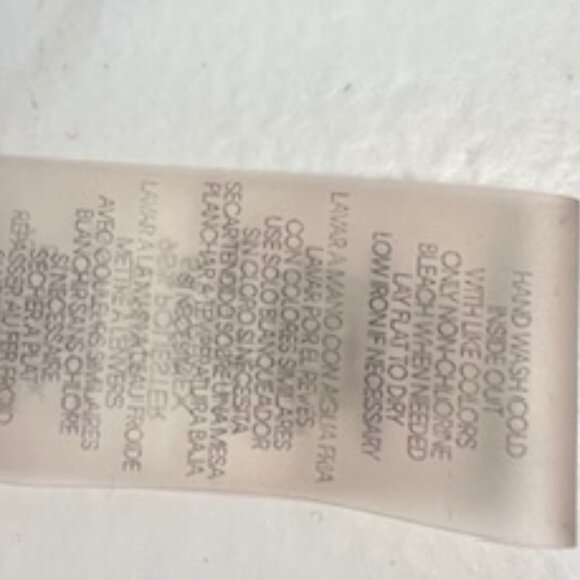 HAND WASH COLD
INSIDE OUT
WITH LIKE COLORS
ONLY NON-CHLORINE
BLEACH WHEN NEEDED
LAY FLAT TO DRY
LOW IRON IF NECESSARY
LAVAR A MANO CON AGUA FRIA
LAVAR POR EL REVES
CON COLORES SIMILARES
USE SOLO BLANQUEADOR
SIN CLORO SI NECESITA
SECAR TENDIDO SOBRE UNA MESA
PLANCHAR A TEMPERATURA BAJA
SI NECESITA
LAVAR A LA MAIN A L'EAU FROIDE
METTRE A L'ENVERS
AVEC COULEURS SIMILAIRES
BLANCHIR SANS CHLORE
SI NECESSAIRE
SECHER A PLAT
REPASSER AU FER FROID